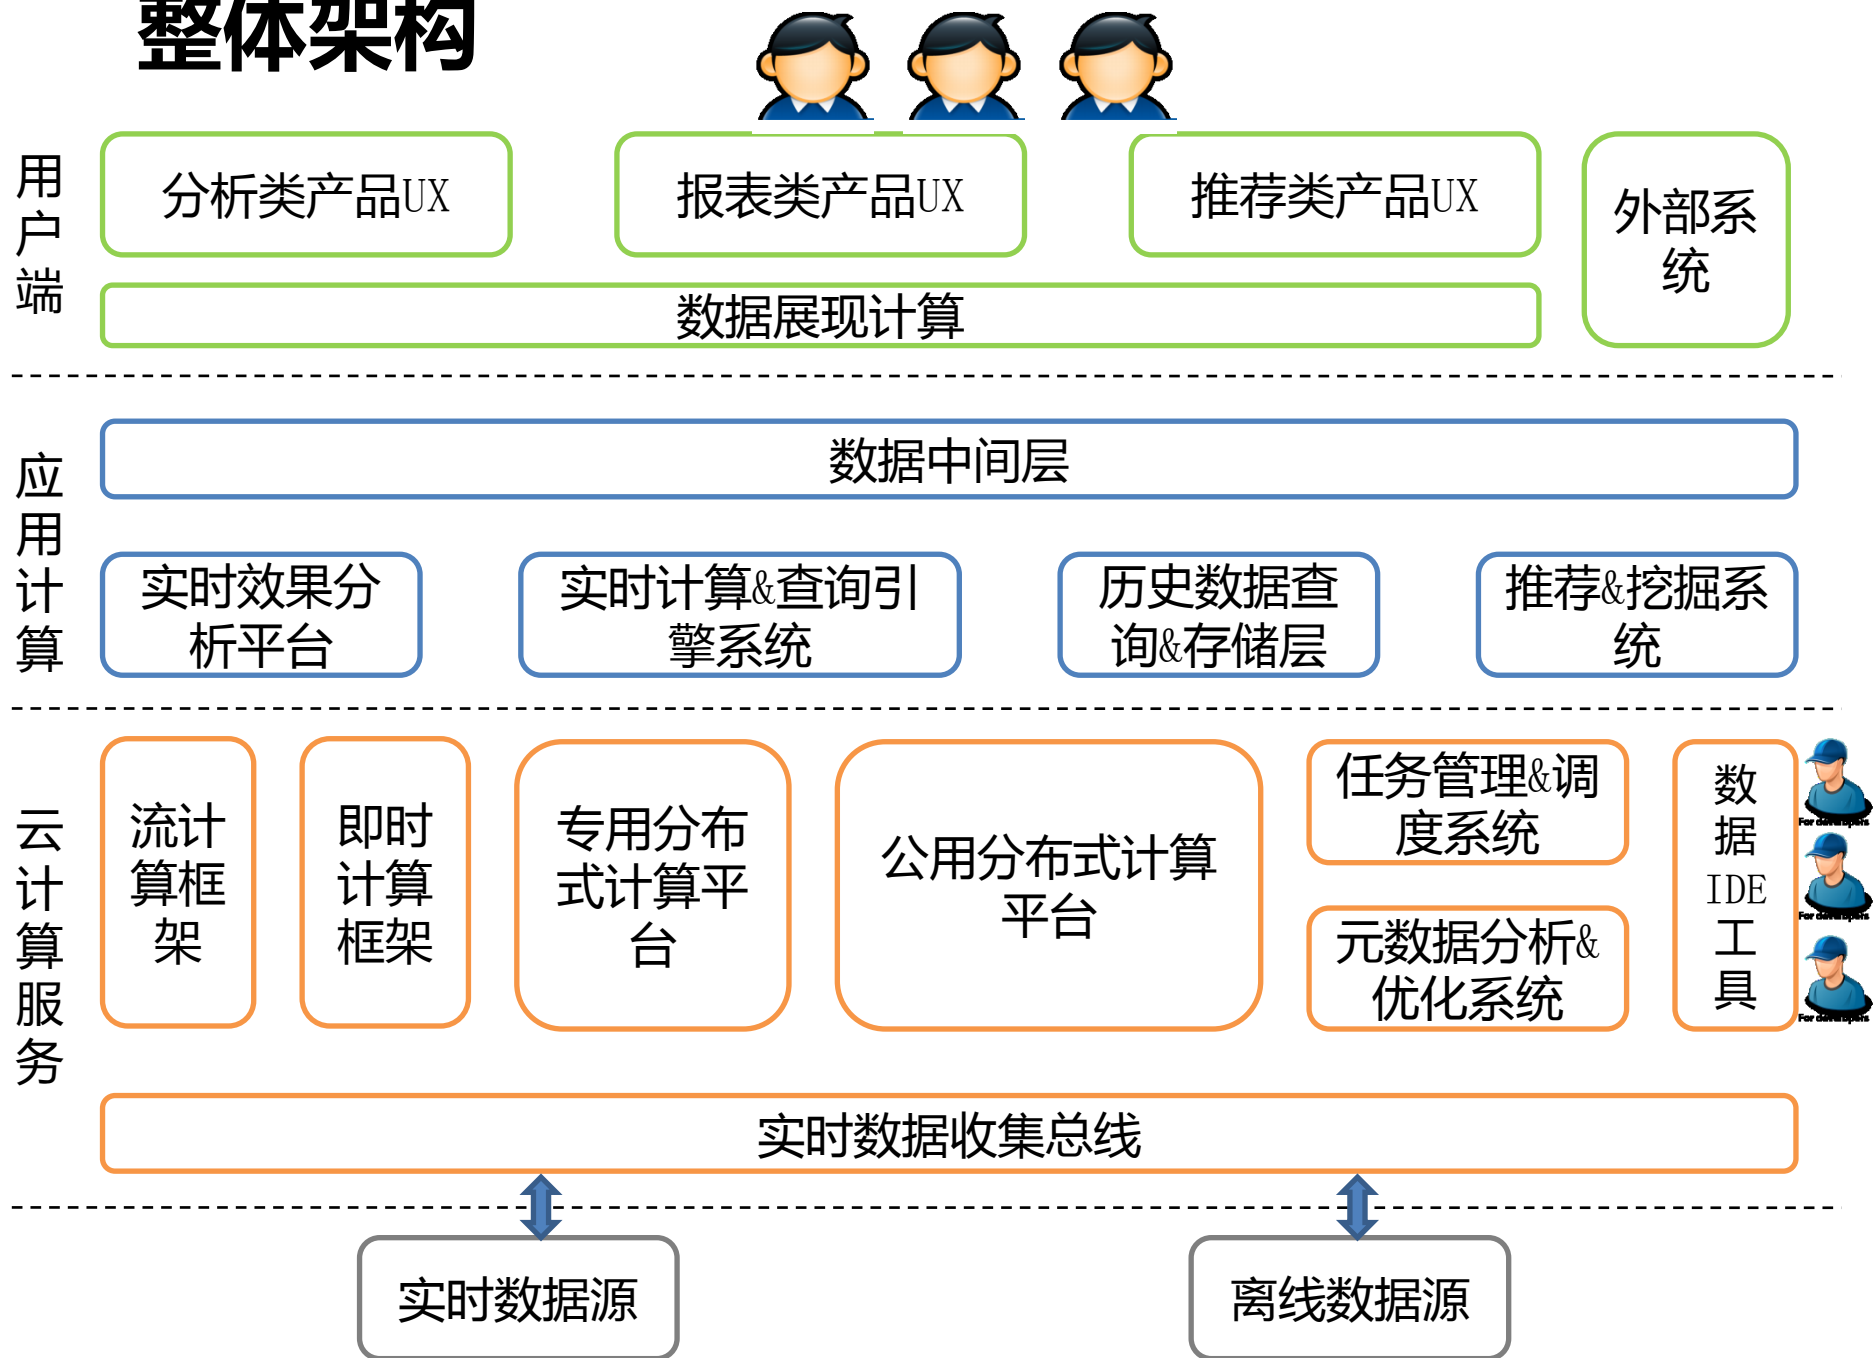 整体架构
用
户
端
分析类产品UX
报表类产品UX
推荐类产品UX
外部系
统
数据展现计算
应
用
计
算
数据中间层
实时效果分
析平台
实时计算&查询引
擎系统
历史数据查
询&存储层
推荐&挖掘系
统
云
计
算
服
务
流计
算框
架
即时
计算
框架
专用分布
式计算平
台
公用分布式计算
平台
任务管理&调
度系统
元数据分析&
优化系统
数
据
IDE
工
具
For developers
For developers
For developers
实时数据收集总线
实时数据源
离线数据源